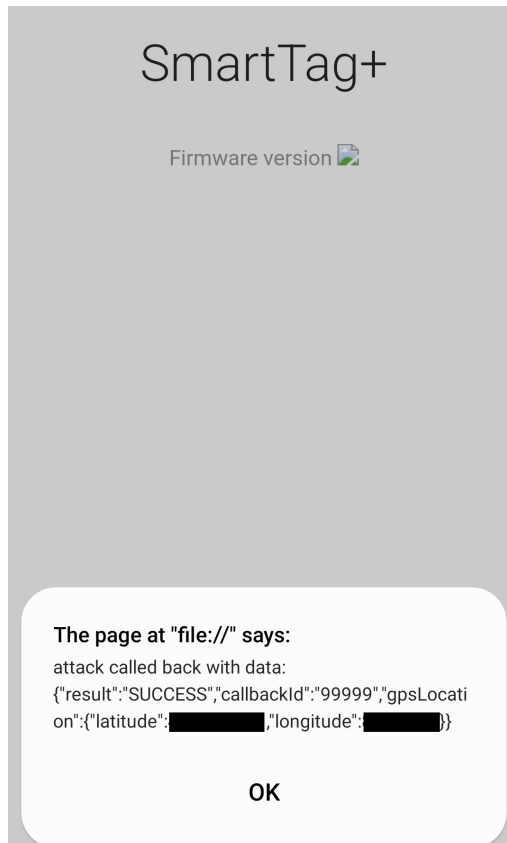 SmartTag+
Firmware version
The page at "file://" says:
attack called back with data:
{"result":"SUCCESS","callbackId":"99999","gpsLocati
on":{"latitude": ,"longitude": }}
OK